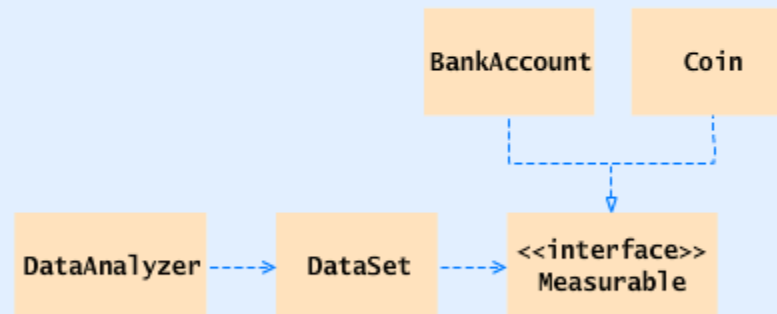 BankAccount
Coin
DataAnalyzer
DataSet
<<interface>>
Measurable